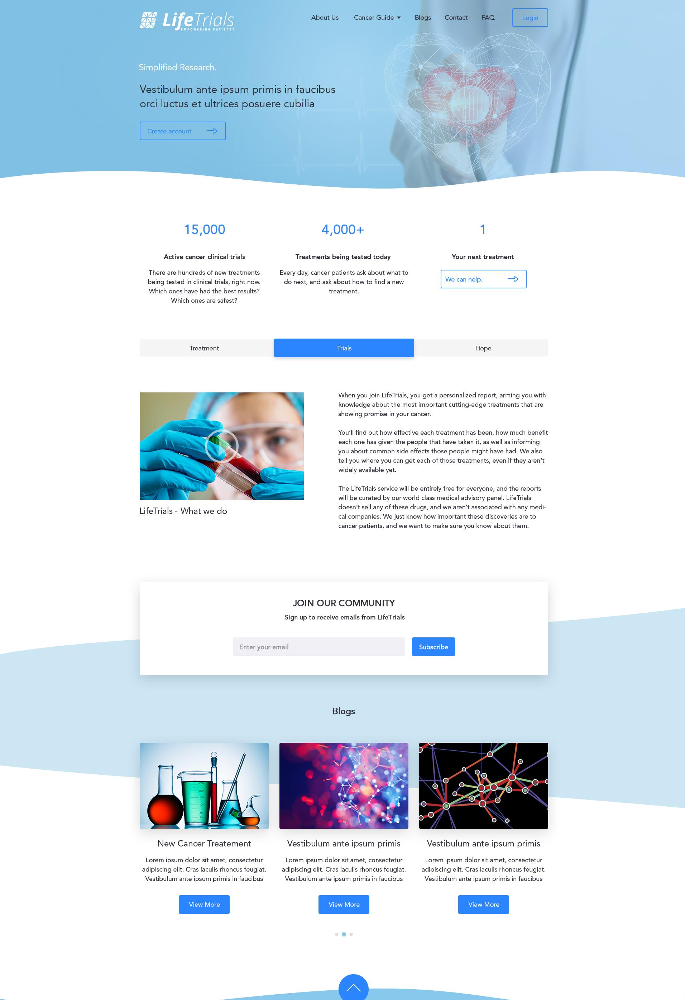 LifeTrials
EMPOWERING PATIENTS
About Us
Cancer Guide
Blogs
Contact
FAQ
Login
Simplified Research.
Vestibulum ante ipsum primis in faucibus
orci luctus et ultrices posuere cubilia
Create account
15,000
Active cancer clinical trials
There are hundreds of new treatments
being tested in clinical trials, right now.
Which ones have had the best results?
Which ones are safest?
4,000+
Treatments being tested today
Every day, cancer patients ask about what to
do next, and ask about how to find a new
treatment.
1
Your next treatment
We can help.
Treatment
Trials
Hope
LifeTrials - What we do
When you join LifeTrials, you get a personalized report, arming you with
knowledge about the most important cutting-edge treatments that are
showing promise in your cancer.
You’ll find out how effective each treatment has been, how much benefit
each one has given the people that have taken it, as well as informing
you about common side effects those people might have had. We also
tell you where you can get each of those treatments, even if they aren’t
widely available yet.
The LifeTrials service will be entirely free for everyone, and the reports
will be curated by our world class medical advisory panel. LifeTrials
doesn’t sell any of these drugs, and we aren’t associated with any medi-
cal companies. We just know how important these discoveries are to
cancer patients, and we want to make sure you know about them.
JOIN OUR COMMUNITY
Sign up to receive emails from LifeTrials
Enter your email
Subscribe
Blogs
250
200
150
100
50
25
New Cancer Treatement
Lorem ipsum dolor sit amet, consectetur
adipiscing elit. Cras iaculis rhoncus feugiat.
Vestibulum ante ipsum primis in faucibus
View More
Vestibulum ante ipsum primis
Lorem ipsum dolor sit amet, consectetur
adipiscing elit. Cras iaculis rhoncus feugiat.
Vestibulum ante ipsum primis in faucibus
View More
Vestibulum ante ipsum primis
Lorem ipsum dolor sit amet, consectetur
adipiscing elit. Cras iaculis rhoncus feugiat.
Vestibulum ante ipsum primis in faucibus
View More